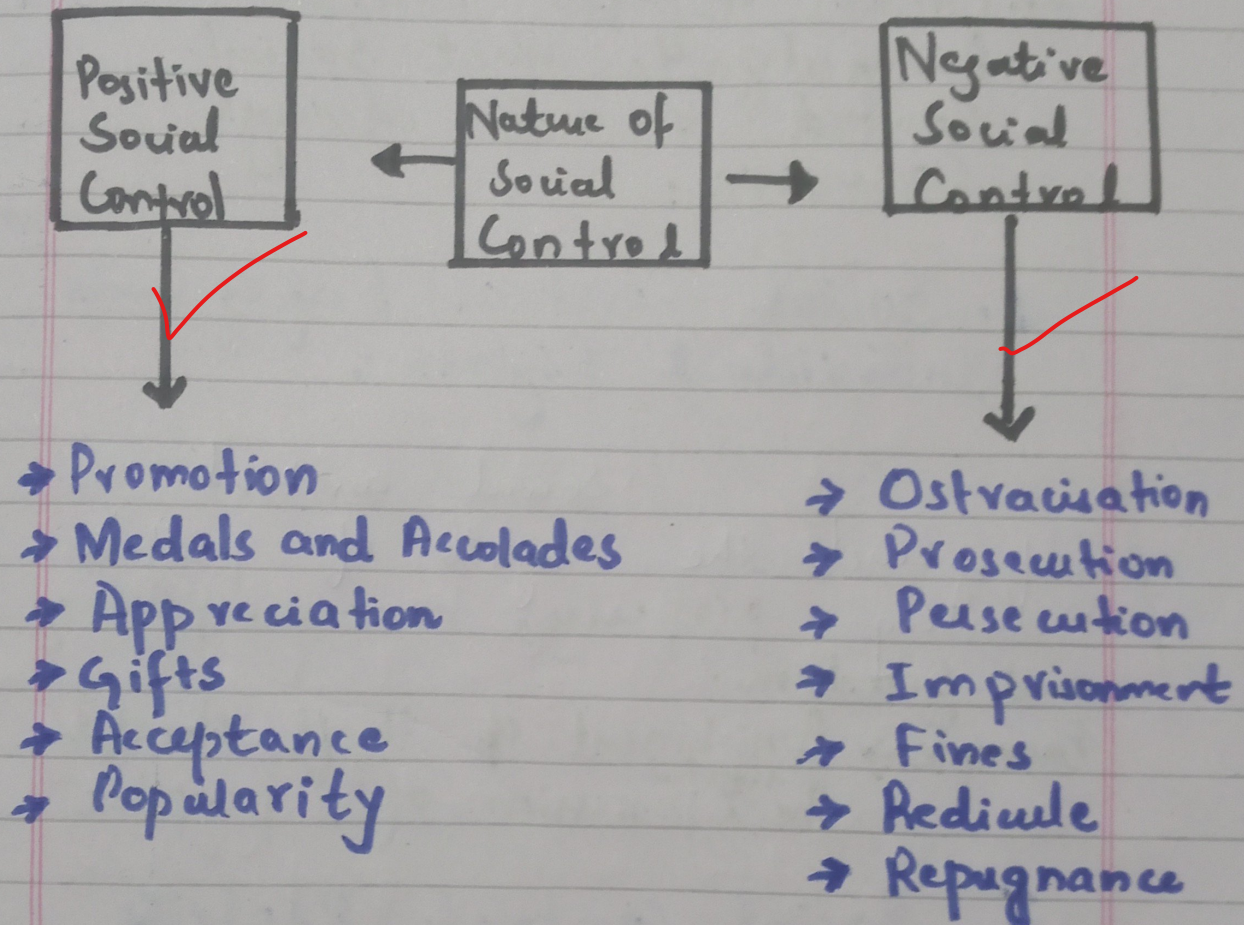 Positive
Social
Control
Nature of
Social
Control
Negative
Social
Control
→ Promotion
→ Medals and Accolades
→ Appreciation
→ Gifts
→ Acceptance
→ Popularity
→ Ostracisation
→ Prosecution
→ Persecution
→ Imprisonment
→ Fines
→ Redicule
→ Repugnance